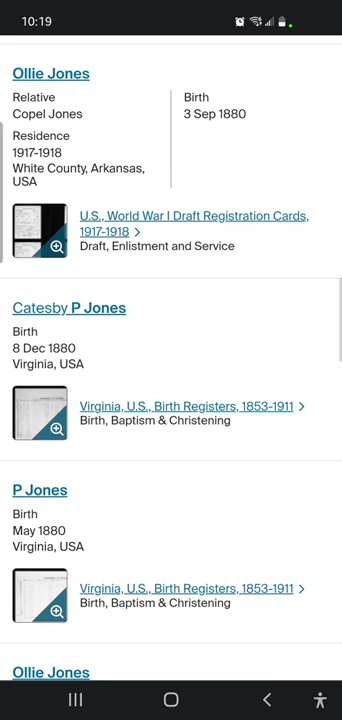 10:19
Ollie Jones
Relative
Copel Jones
Birth
3 Sep 1880
Residence
1917-1918
White County, Arkansas,
USA
U.S., World War I Draft Registration Cards,
1917-1918 >
Draft, Enlistment and Service
Catesby P Jones
Birth
8 Dec 1880
Virginia, USA
Virginia, U.S., Birth Registers, 1853-1911 >
Birth, Baptism & Christening
P Jones
Birth
May 1880
Virginia, USA
Virginia, U.S., Birth Registers, 1853-1911 >
Birth, Baptism & Christening
Ollie Jones